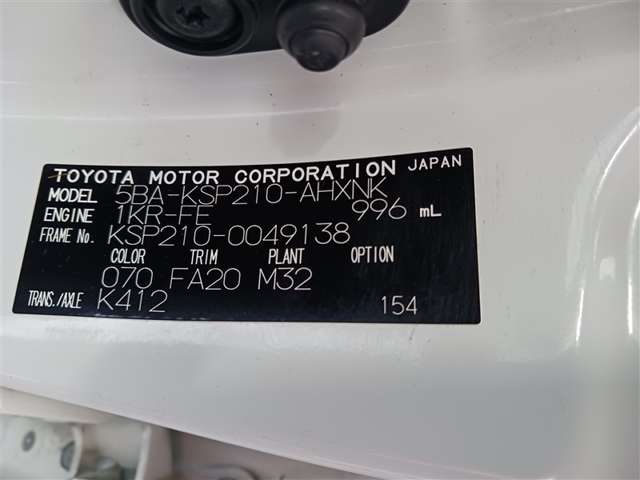 TOYOTA MOTOR CORPORATION JAPAN
MODEL 5BA-KSP210-AHXNK
ENGINE 1KR-FE 996 mL
FRAME No. KSP210-0049138
COLOR TRIM PLANT OPTION
070 FA20 M32
TRANS./AXLE K412 154